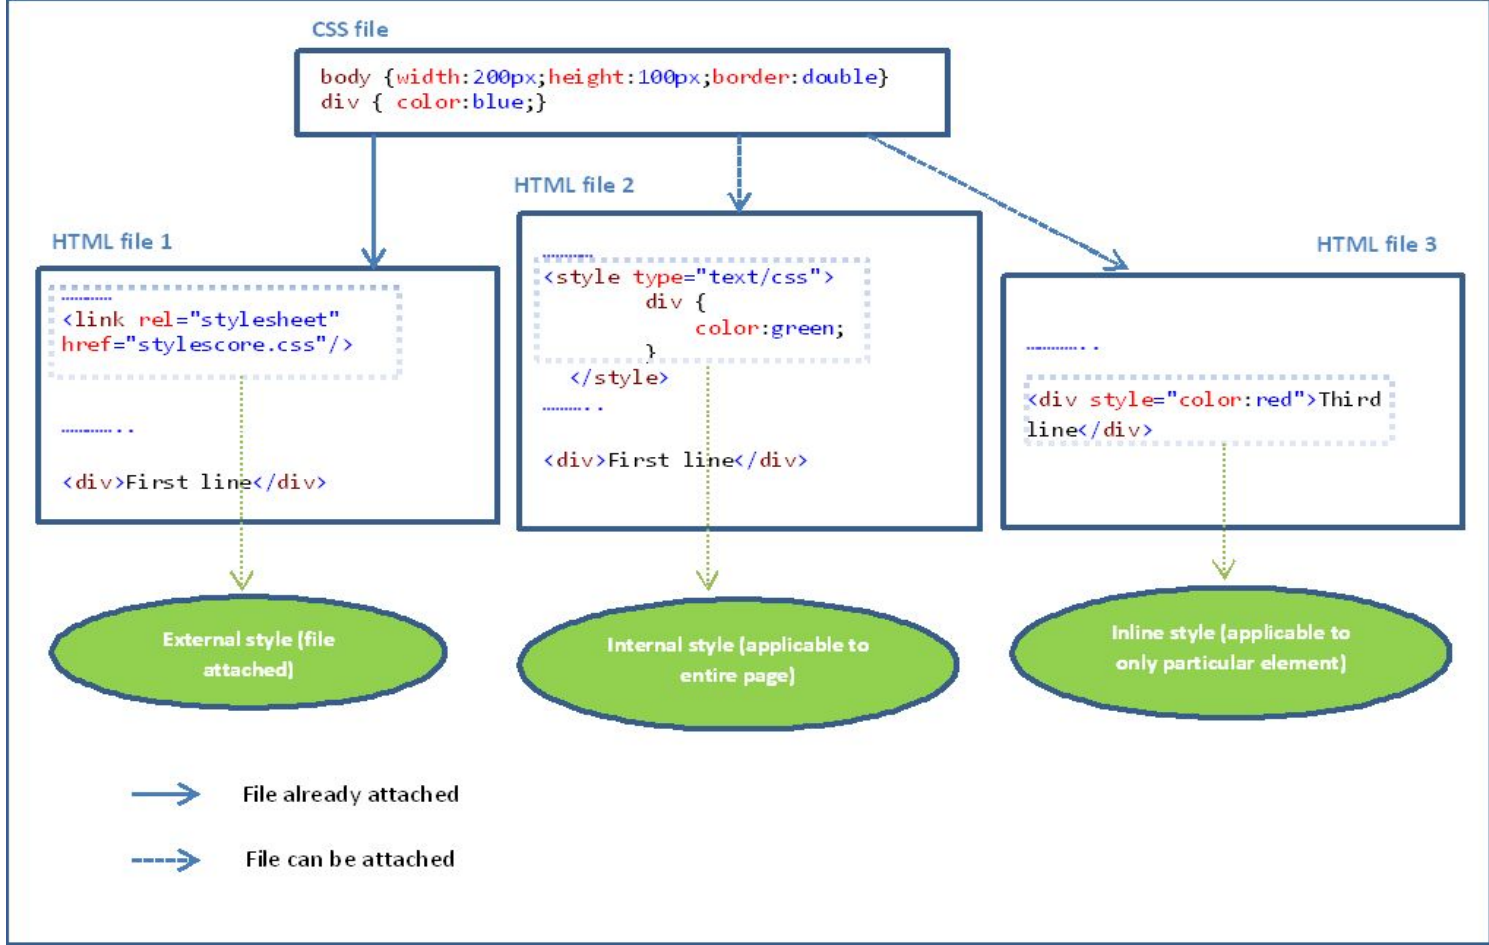 CSS file
body {width:200px;height:100px;border:double}
div { color:blue;}
HTML file 1
…………
<link rel="stylesheet"
href="stylescore.css"/>
…………..
<div>First line</div>
HTML file 2
…………
<style type="text/css">
div {
color:green;
}
</style>
………..
<div>First line</div>
HTML file 3
…………..
<div style="color:red">Third
line</div>
External style (file
attached)
Internal style (applicable to
entire page)
Inline style (applicable to
only particular element)
File already attached
File can be attached